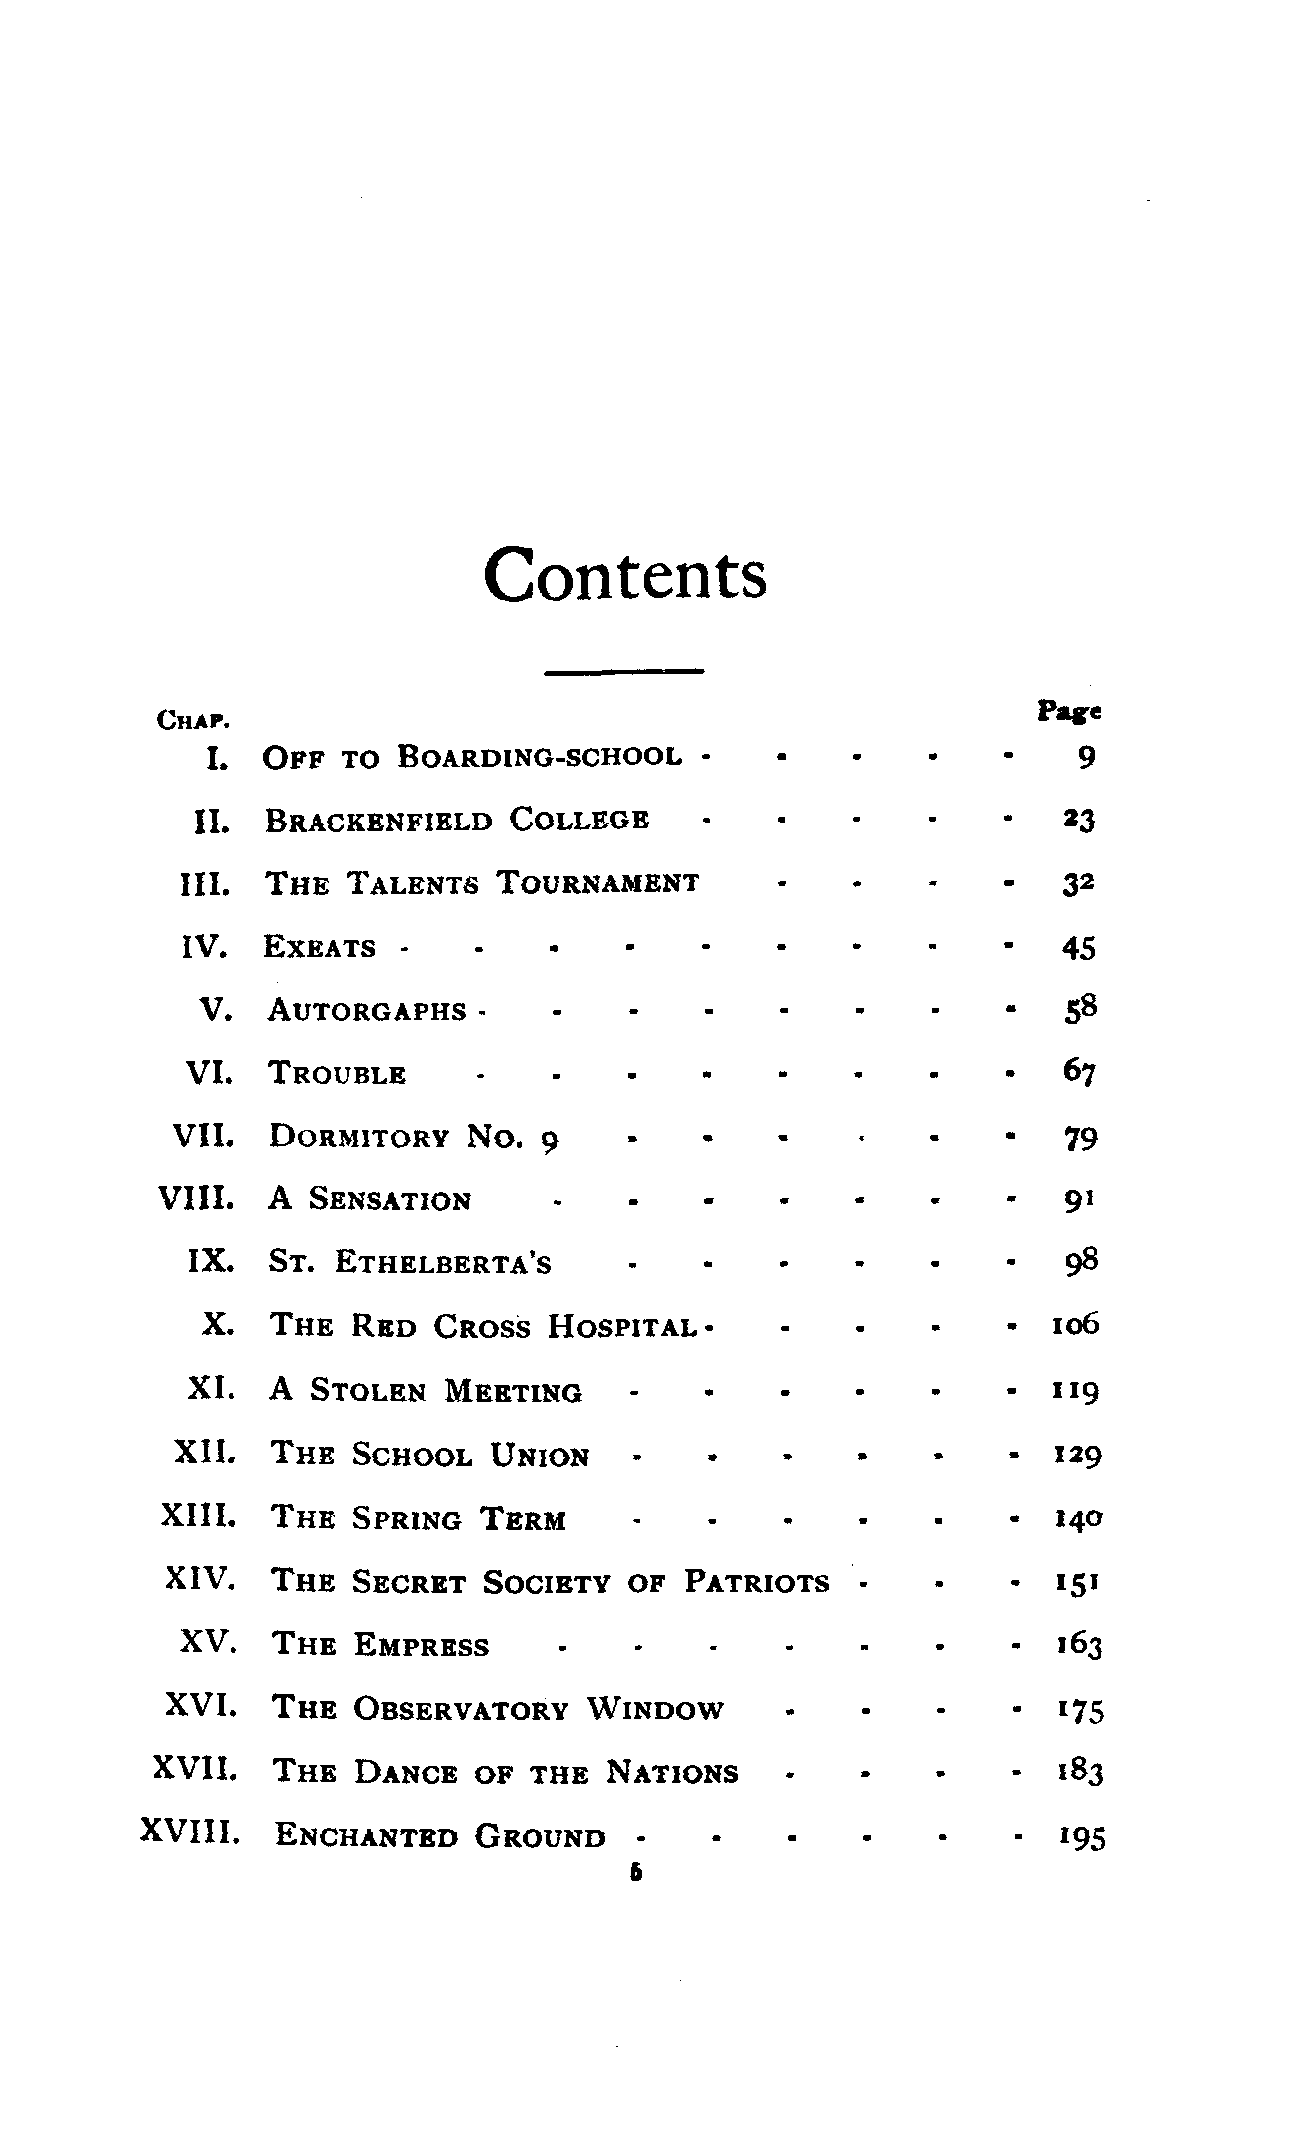 Contents
CHAP. Page
I. OFF TO BOARDING-SCHOOL - - - - - 9
II. BRACKENFIELD COLLEGE - - - - - 23
III. THE TALENTS TOURNAMENT - - - - 32
IV. EXEATS - - - - - - - - - 45
V. AUTORGAPHS - - - - - - - - 58
VI. TROUBLE - - - - - - - - 67
VII. DORMITORY NO. 9 - - - - - - 79
VIII. A SENSATION - - - - - - - 91
IX. ST. ETHELBERTA'S - - - - - - 98
X. THE RED CROSS HOSPITAL - - - - - 106
XI. A STOLEN MEETING - - - - - - 119
XII. THE SCHOOL UNION - - - - - - 129
XIII. THE SPRING TERM - - - - - - 140
XIV. THE SECRET SOCIETY OF PATRIOTS - - - 151
XV. THE EMPRESS - - - - - - - 163
XVI. THE OBSERVATORY WINDOW - - - - 175
XVII. THE DANCE OF THE NATIONS - - - - 183
XVIII. ENCHANTED GROUND - - - - - - 195
5